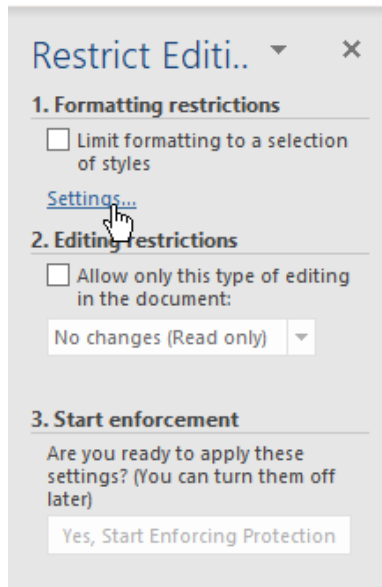 Restrict Editi..
1. Formatting restrictions
Limit formatting to a selection
of styles
Settings...
2. Editing restrictions
Allow only this type of editing
in the document:
No changes (Read only)
3. Start enforcement
Are you ready to apply these
settings? (You can turn them off
later)
Yes, Start Enforcing Protection